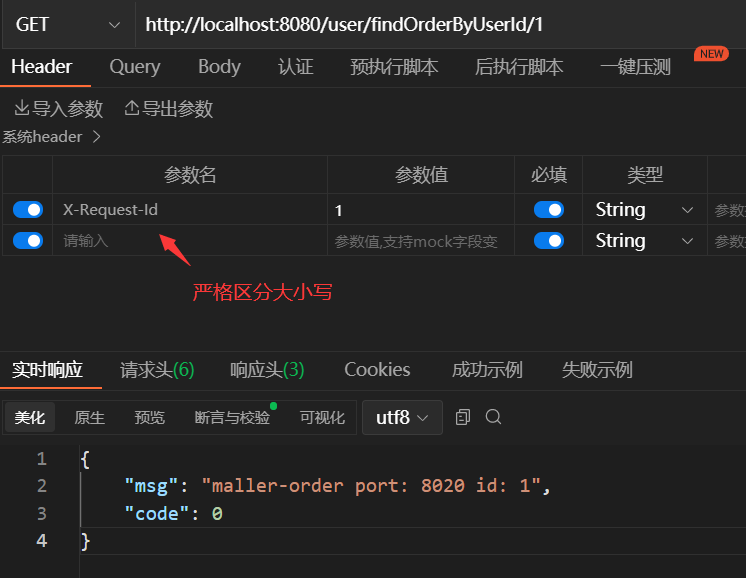 GET http://localhost:8080/user/findOrderByUserId/1
Header Query Body 认证 预执行脚本 后执行脚本 一键压测 NEW
导入参数 导出参数
系统header
参数名 参数值 必填 类型
X-Request-Id 1 String 参数
请输入 参数值,支持mock字段变 String 参数
严格区分大小写
实时响应 请求头(6) 响应头(3) Cookies 成功示例 失败示例
美化 原生 预览 断言与校验 可视化 utf8
1 {
2 "msg": "maller-order port: 8020 id: 1",
3 "code": 0
4 }